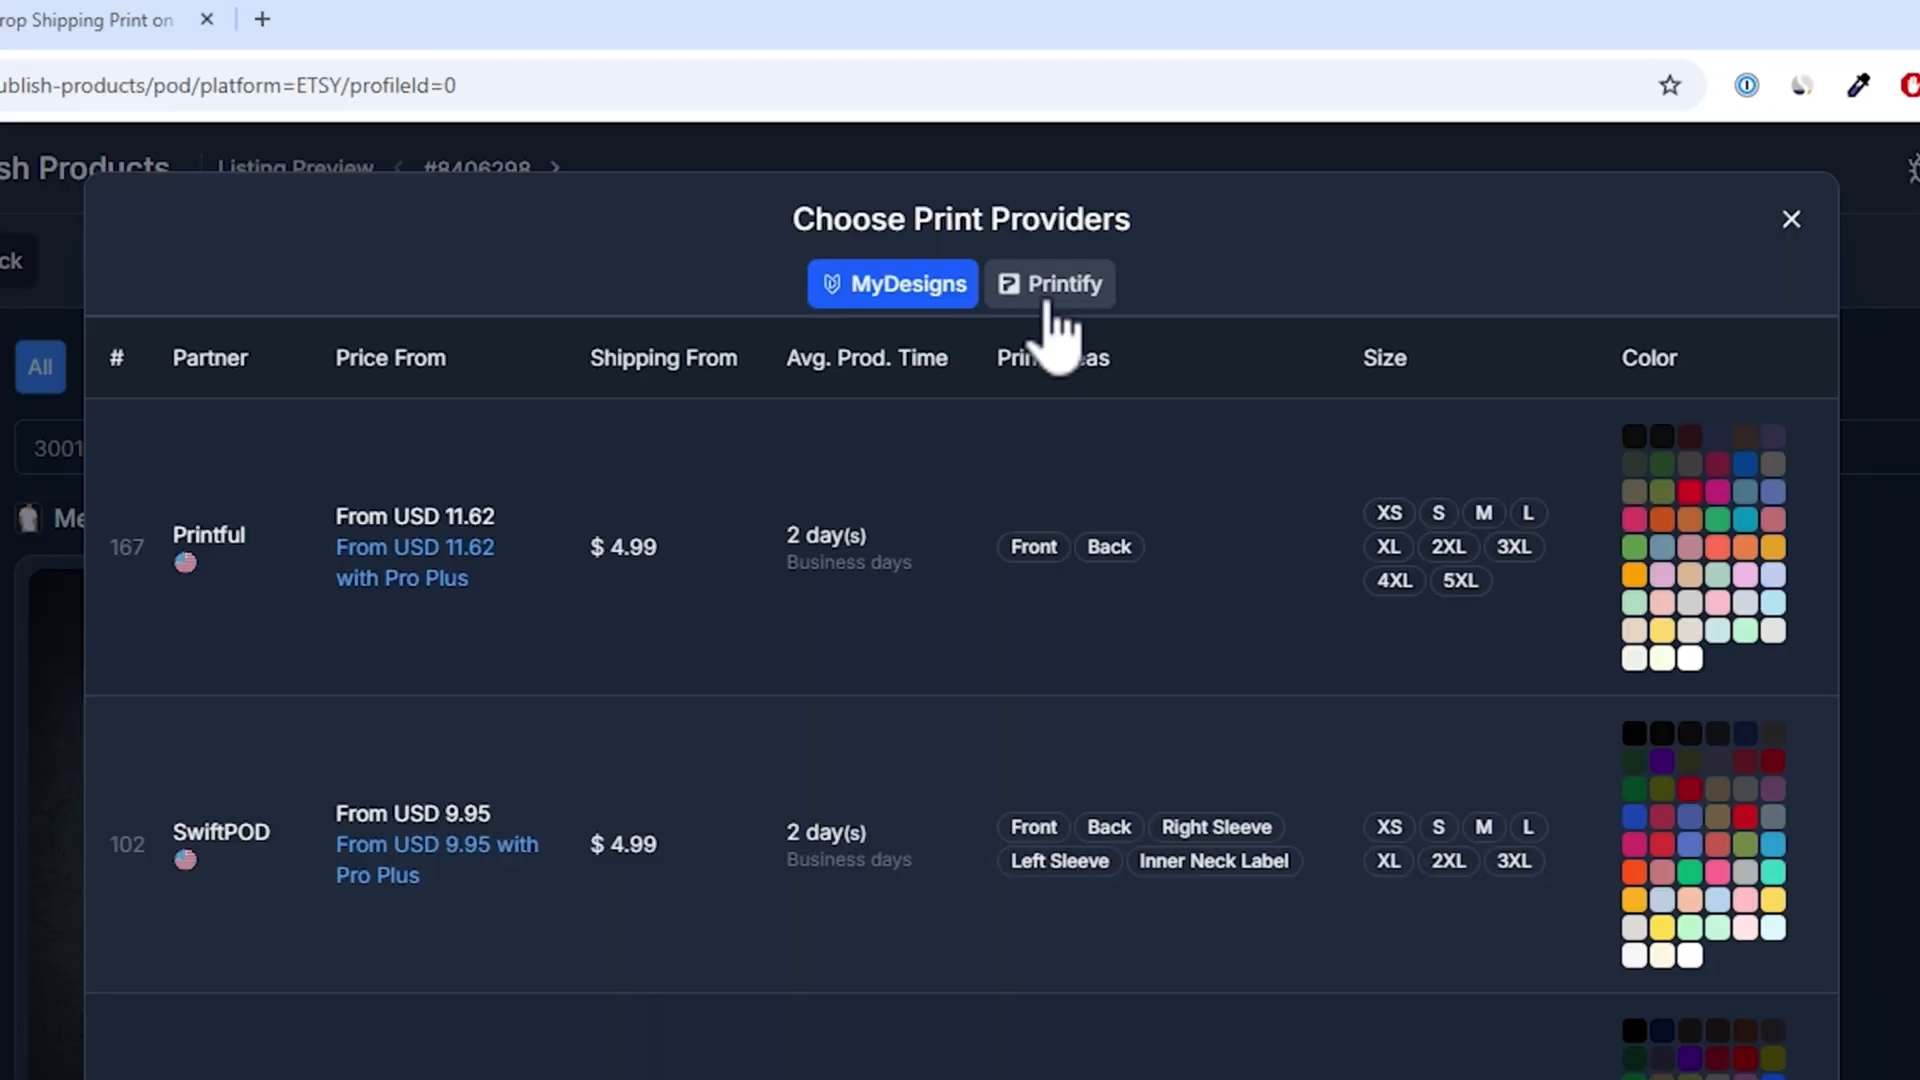 rop Shipping Print on
ublish-products/pod/platform=ETSY/profileId=0
sh Products Listing Preview #8406298
Choose Print Providers
ck
MyDesigns Printify
All
# Partner Price From Shipping From Avg. Prod. Time Prin as Size Color
3001
Me
167 Printful From USD 11.62 From USD 11.62 with Pro Plus $ 4.99 2 day(s) Business days Front Back XS S M L XL 2XL 3XL 4XL 5XL
102 SwiftPOD From USD 9.95 From USD 9.95 with Pro Plus $ 4.99 2 day(s) Business days Front Back Right Sleeve Left Sleeve Inner Neck Label XS S M L XL 2XL 3XL